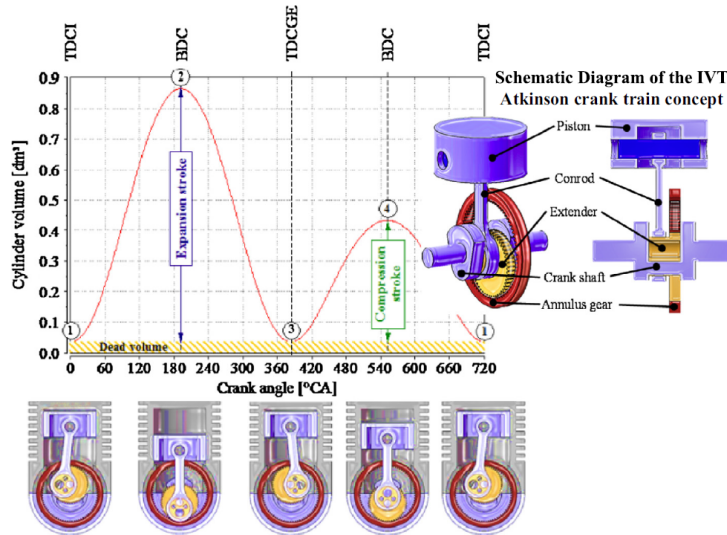 TDCI
BDC
TDCGE
BDC
TDCI
Schematic Diagram of the IVT
Atkinson crank train concept
0.9
0.8
0.7
0.6
0.5
0.4
0.3
0.2
0.1
0.0
Cylinder volume [dm³]
1
2
3
4
1
Expansion stroke
Compression
stroke
Dead volume
0 60 120 180 240 300 360 420 480 540 600 660 720
Crank angle [°CA]
Piston
Conrod
Extender
Crank shaft
Annulus gear